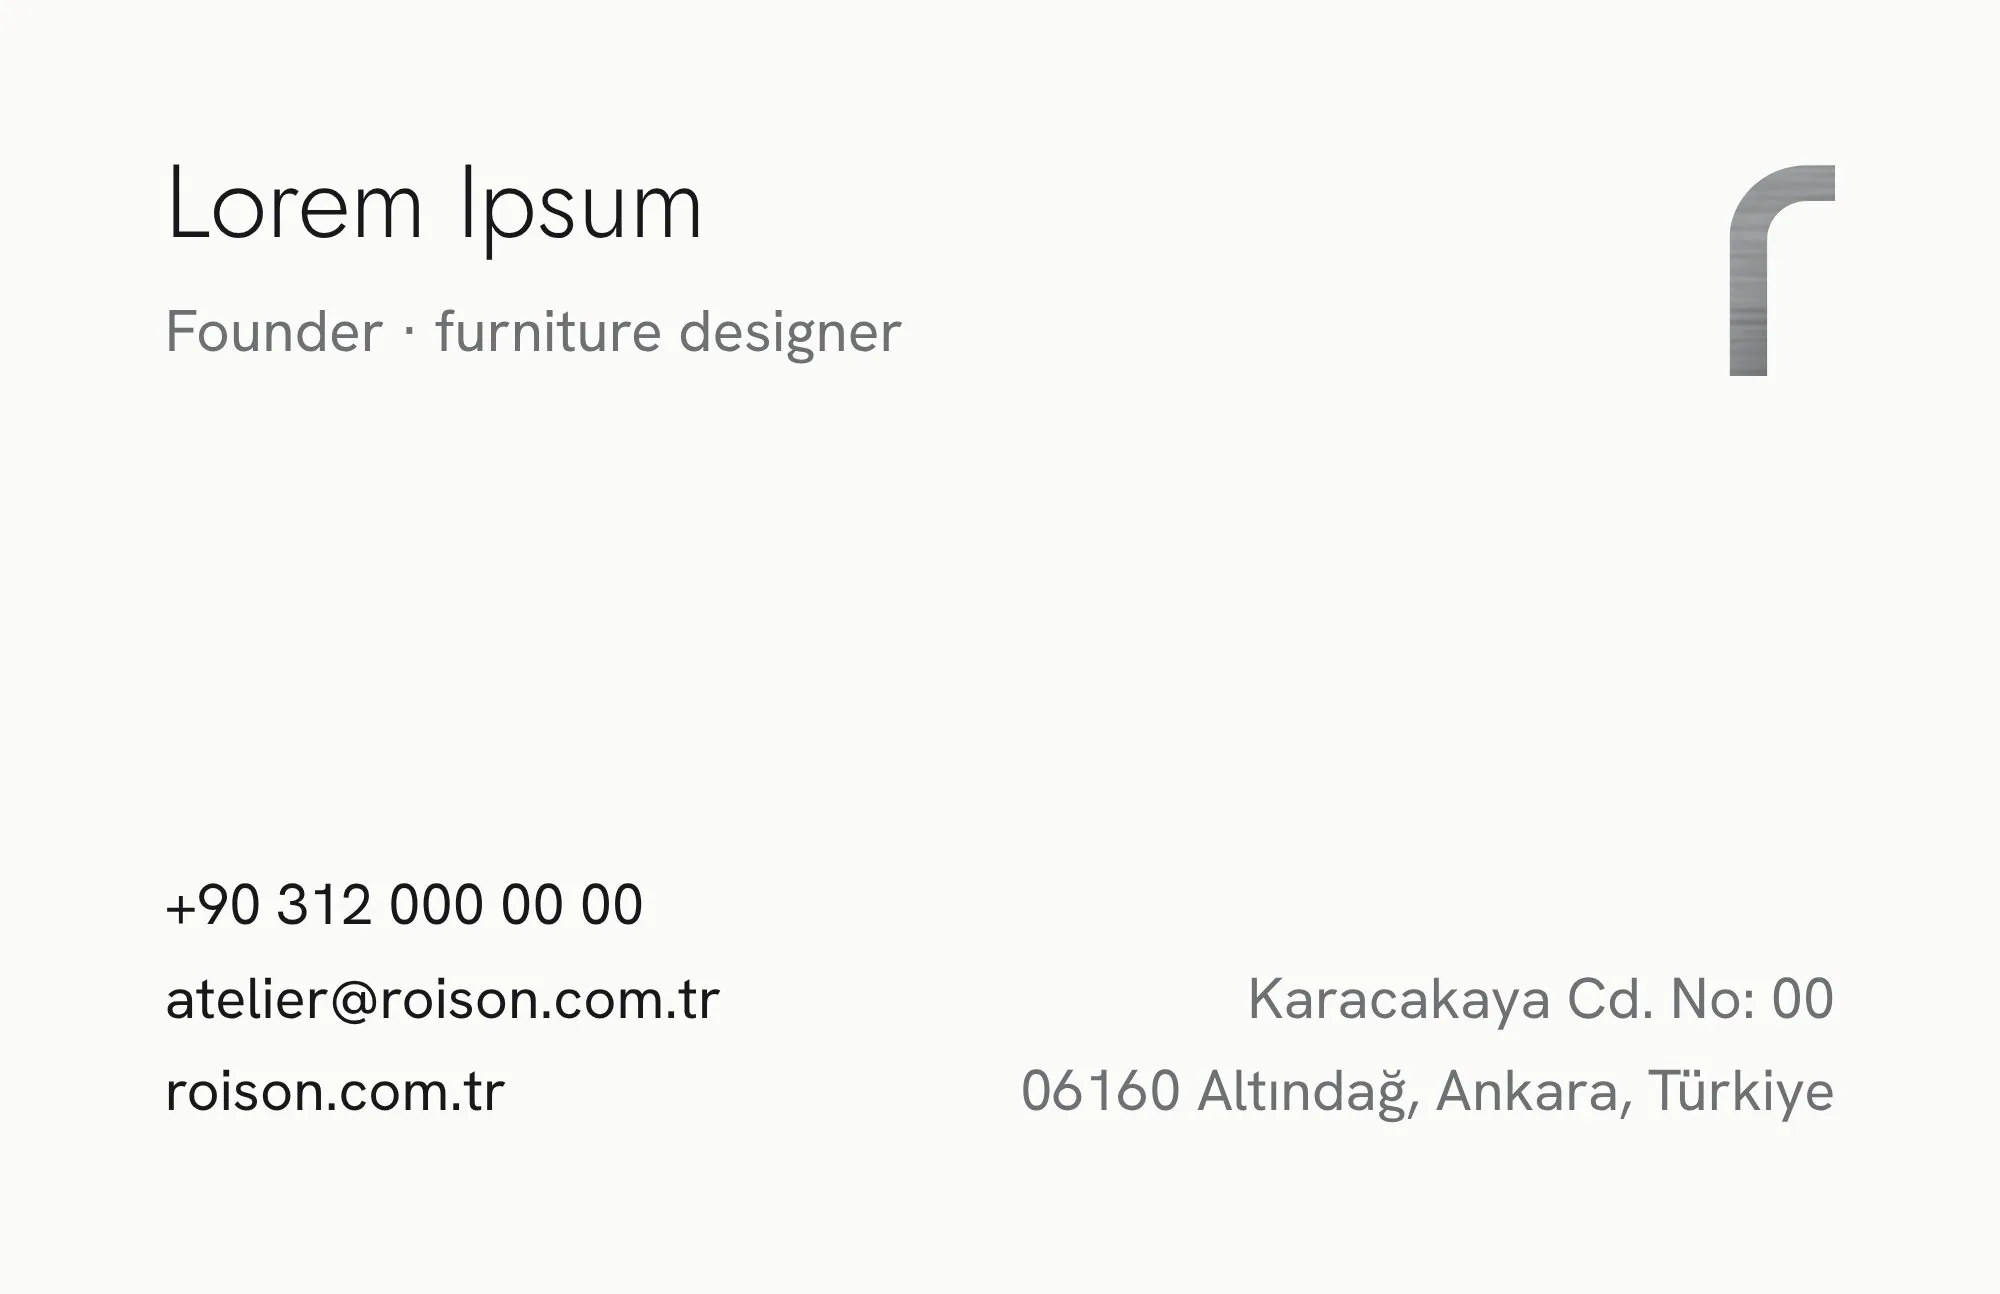 Lorem Ipsum
Founder · furniture designer
r
+90 312 000 00 00
atelier@roison.com.tr
roison.com.tr
Karacakaya Cd. No: 00
06160 Altındağ, Ankara, Türkiye